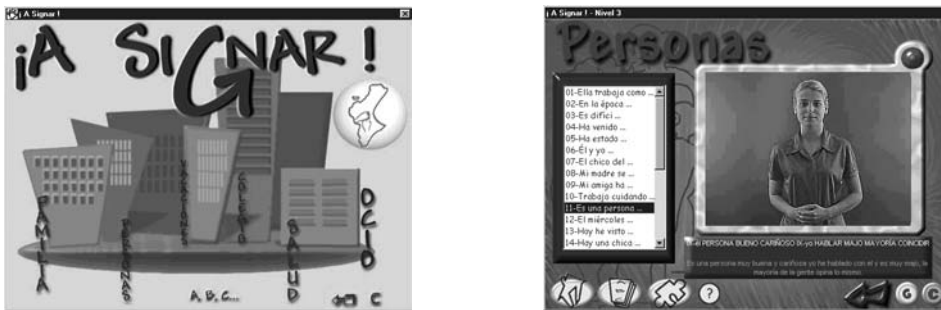 ¡ A Signar !
¡A SIGNAR !
FAMILIA
PERSONAS
VACACIONES
COLEGIO
SALUD
OCIO
A, B, C...
C
¡ A Signar ! - Nivel 3
Personas
01-Ella trabaja como ...
02-En la época ...
03-Es difici ...
04-Ha venido ...
05-Ha estado ...
06-Él y yo ...
07-El chico del ...
08-Mi madre se ...
09-Mi amiga ha ...
10-Trabajo cuidando ...
11-Es una persona ...
12-El miércoles ...
13-Hoy he visto ...
14-Hay una chica ...
PERSONA BUENO CARIÑOSO IX-yo HABLAR MAJO MAYORÍA COINCIDIR
Es una persona muy buena y cariñosa yo he hablado con él y es muy majo, la
mayoría de la gente opina lo mismo.
?
G
C